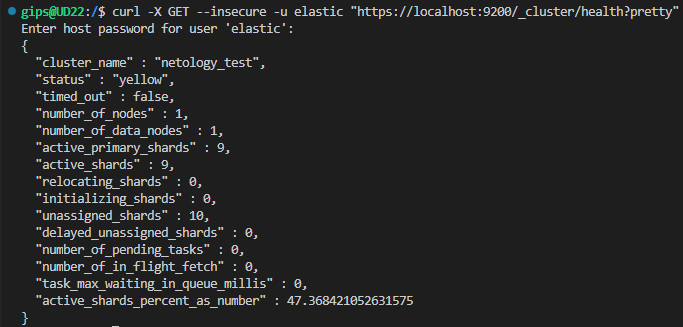 gips@UD22:/$ curl -X GET --insecure -u elastic "https://localhost:9200/_cluster/health?pretty"
Enter host password for user 'elastic':
{
  "cluster_name" : "netology_test",
  "status" : "yellow",
  "timed_out" : false,
  "number_of_nodes" : 1,
  "number_of_data_nodes" : 1,
  "active_primary_shards" : 9,
  "active_shards" : 9,
  "relocating_shards" : 0,
  "initializing_shards" : 0,
  "unassigned_shards" : 10,
  "delayed_unassigned_shards" : 0,
  "number_of_pending_tasks" : 0,
  "number_of_in_flight_fetch" : 0,
  "task_max_waiting_in_queue_millis" : 0,
  "active_shards_percent_as_number" : 47.368421052631575
}